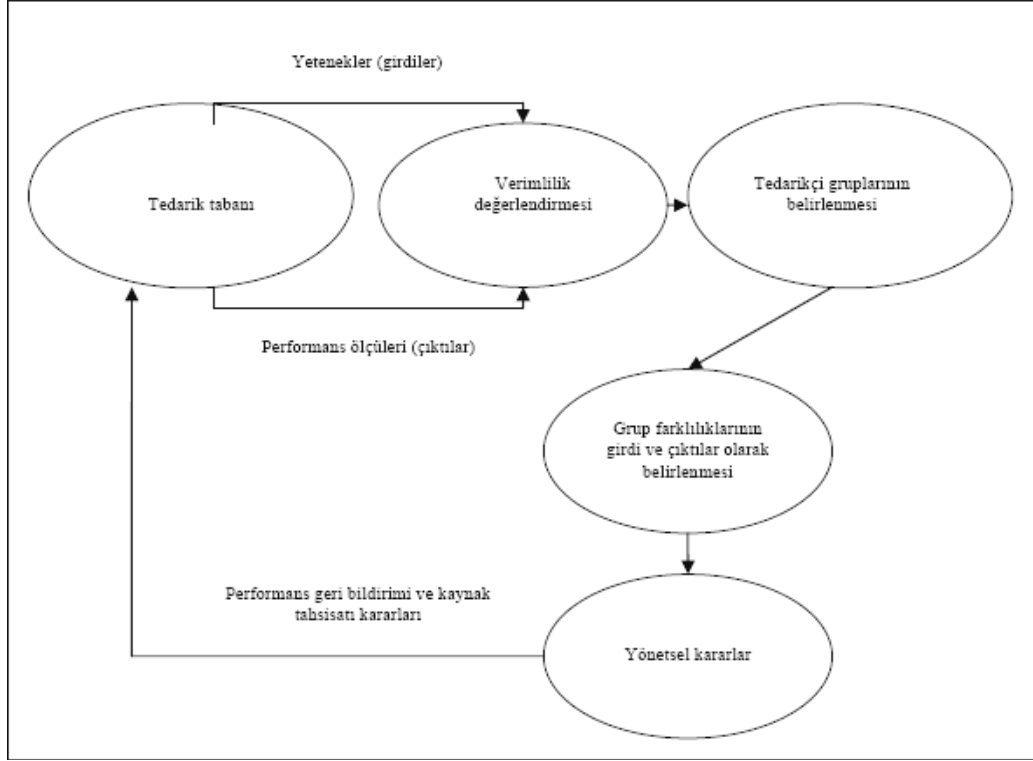 Yetenekler (girdiler)
Tedarik tabanı
Verimlilik
değerlendirmesi
Tedarikçi gruplarının
belirlenmesi
Performans ölçüleri (çıktılar)
Grup farklılıklarının
girdi ve çıktılar olarak
belirlenmesi
Performans geri bildirimi ve kaynak
tahsisatı kararları
Yönetsel kararlar